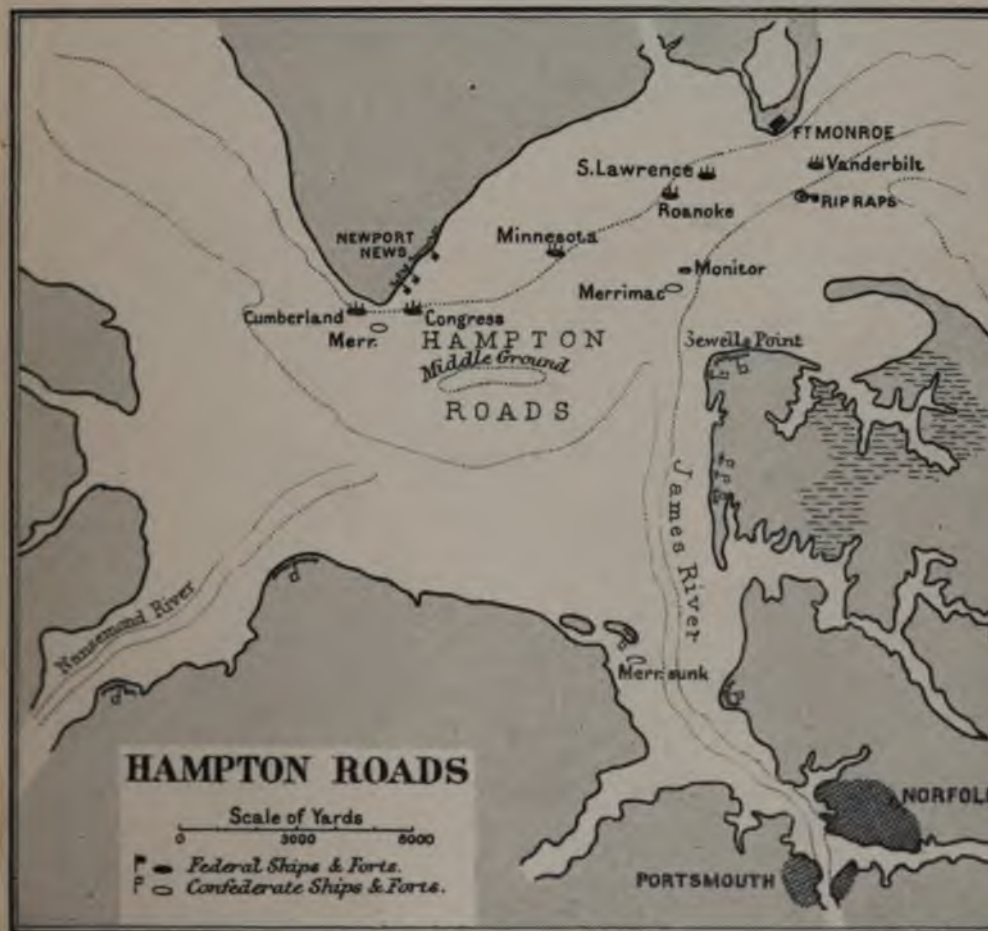 FT MONROE
Vanderbilt
S. Lawrence
RIP RAPS
Roanoke
NEWPORT
NEWS
Minnesota
Monitor
Merrimac
Cumberland
Congress
Merr.
HAMPTON
Middle Ground
ROADS
Sewells Point
James River
Nansemond River
Merr. sunk
HAMPTON ROADS
Scale of Yards
0 3000 6000
Federal Ships & Forts.
Confederate Ships & Forts.
NORFOL
PORTSMOUTH